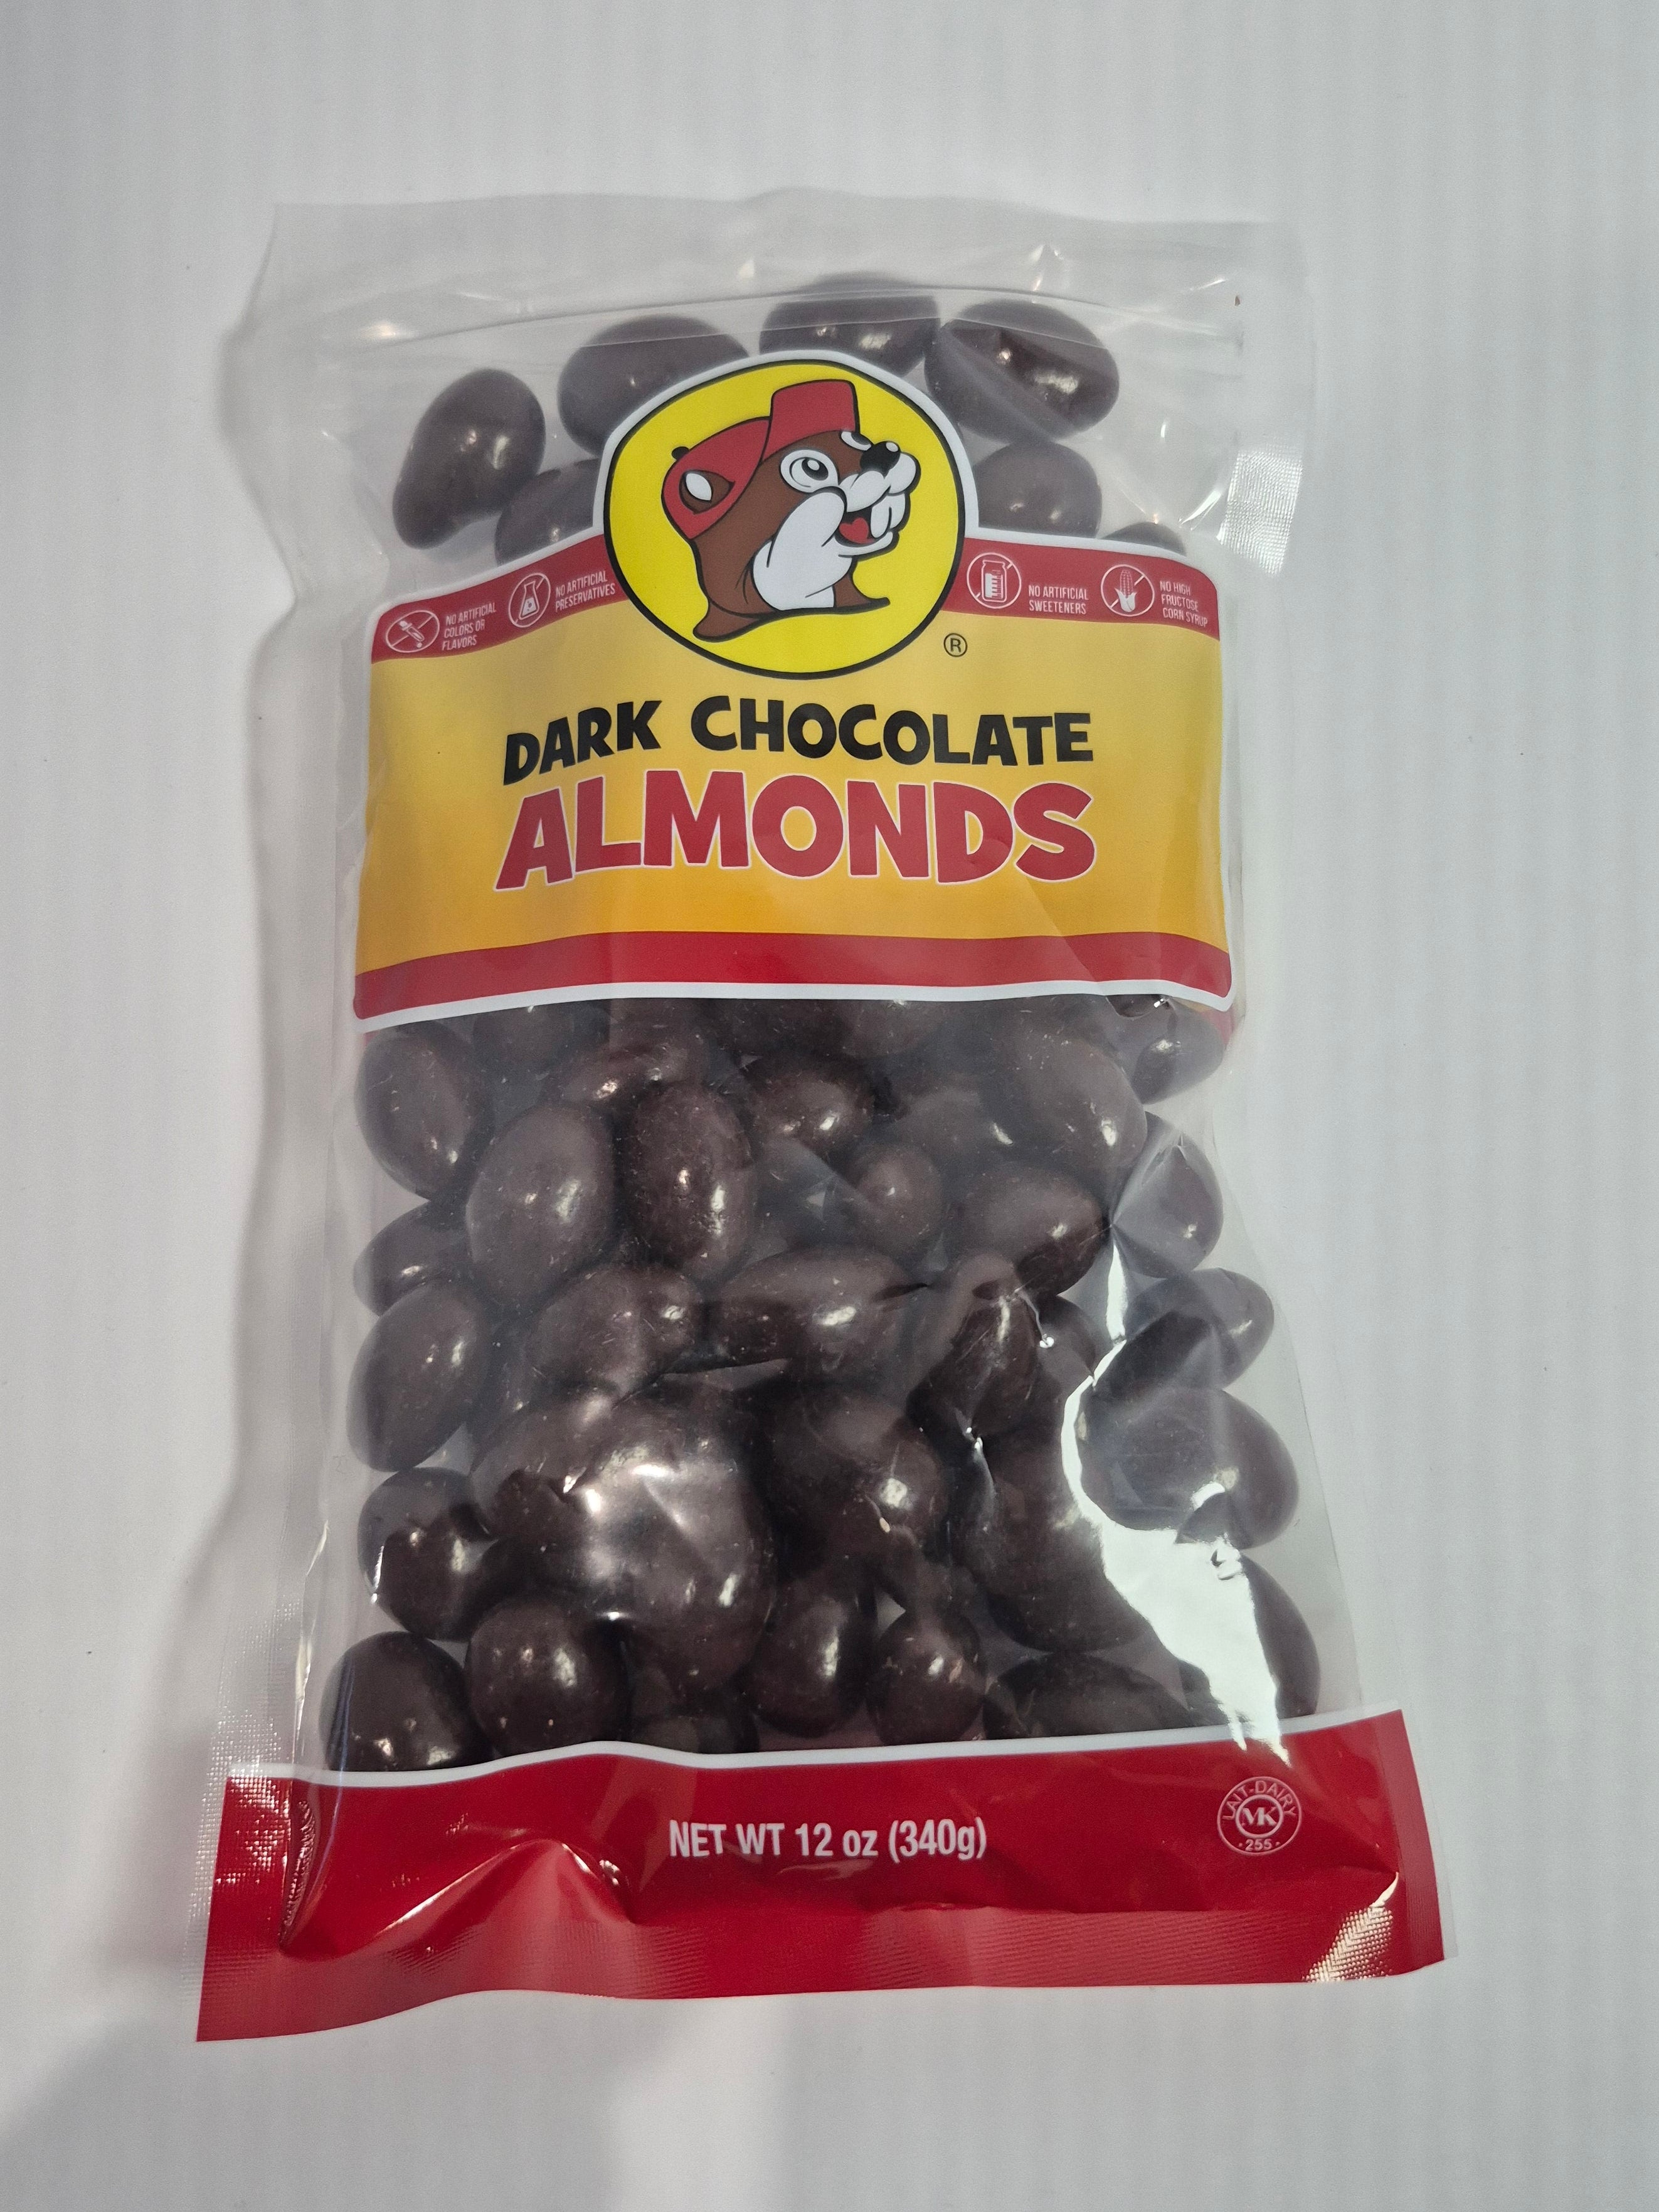 NO ARTIFICIAL
COLORS OR
FLAVORS
NO ARTIFICIAL
PRESERVATIVES
NO ARTIFICIAL
SWEETENERS
NO HIGH
FRUCTOSE
CORN SYRUP
®
DARK CHOCOLATE
ALMONDS
NET WT 12 oz (340g)
LAIT-DAIRY
MK
·255·